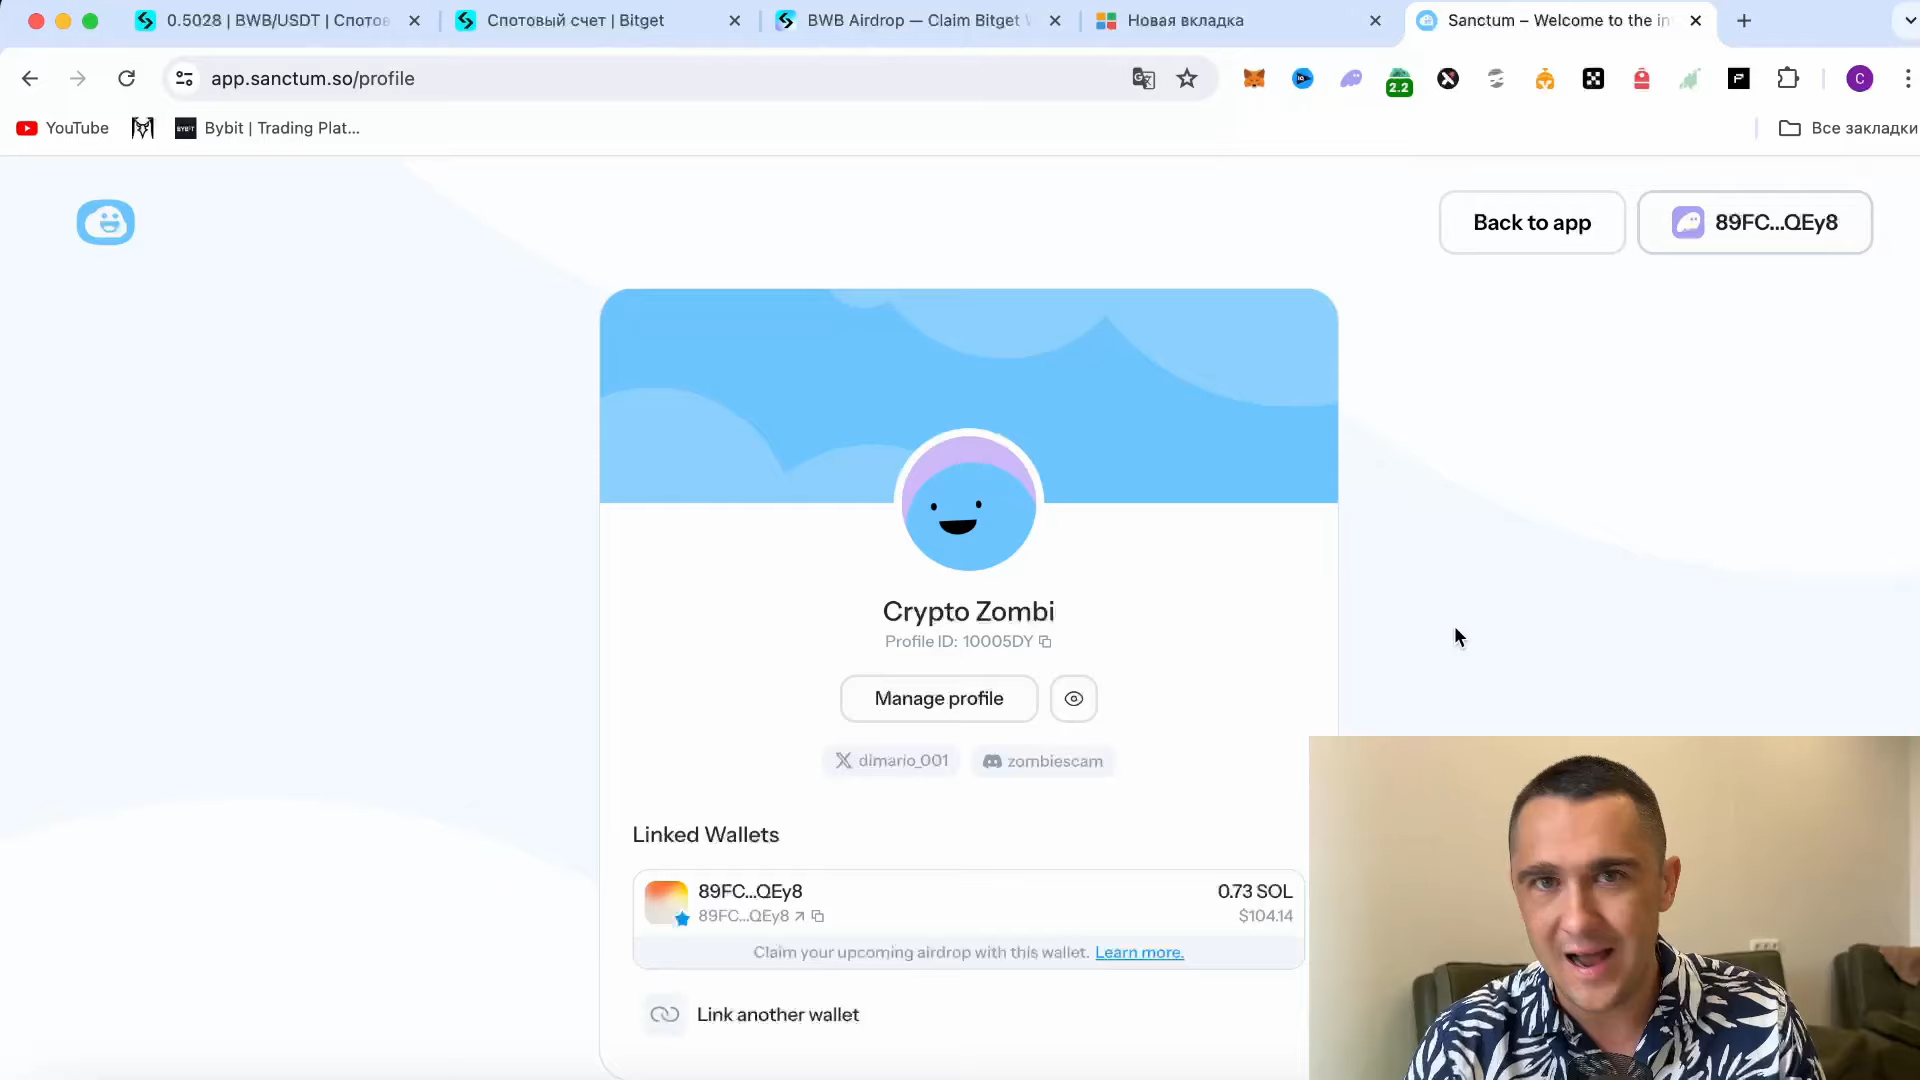 0.5028 | BWB/USDT | Спотов
Спотовый счет | Bitget
BWB Airdrop — Claim Bitget
Новая вкладка
Sanctum – Welcome to the in
app.sanctum.so/profile
2.2
C
YouTube
BYBIT
Bybit | Trading Plat...
Все закладки
Back to app
89FC...QEy8
Crypto Zombi
Profile ID: 10005DY
Manage profile
dimario_001
zombiescam
Linked Wallets
89FC...QEy8
0.73 SOL
89FC...QEy8
$104.14
Claim your upcoming airdrop with this wallet. Learn more.
Link another wallet